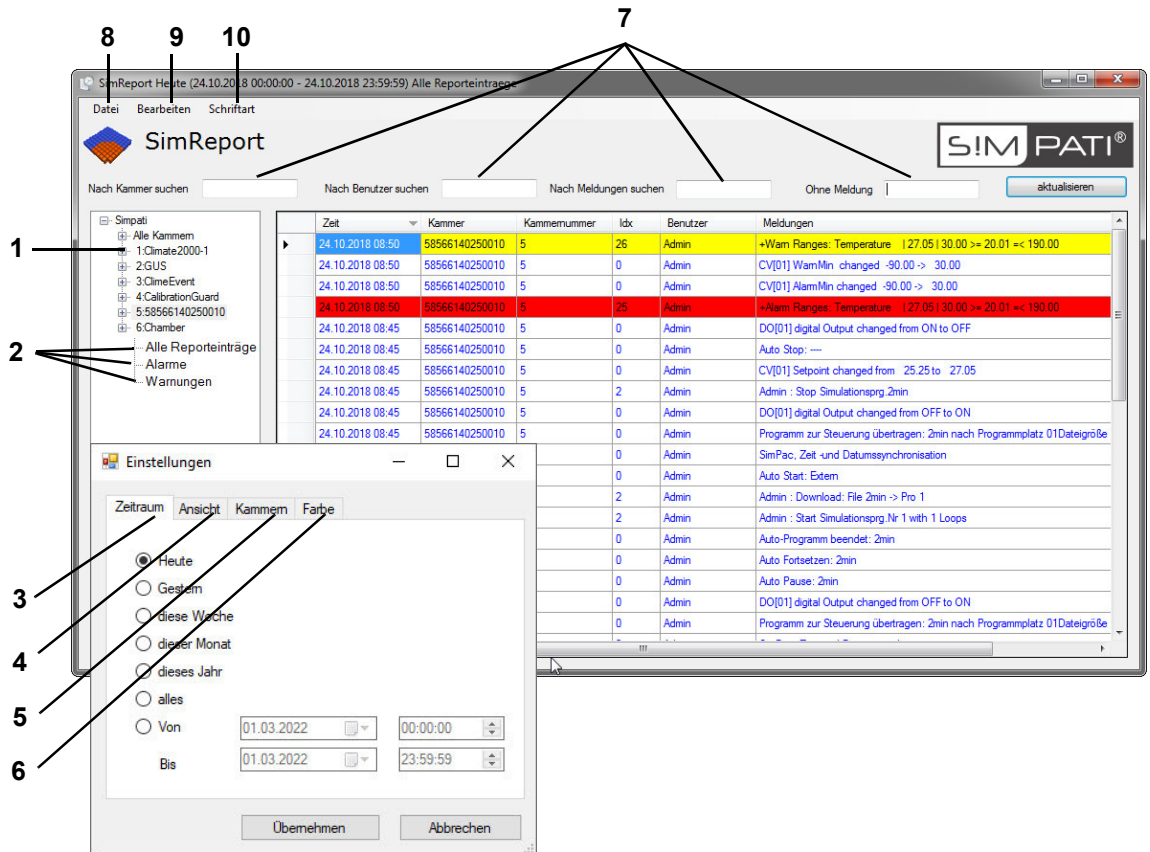 7
8 9 10
SimReport Heute (24.10.2018 00:00:00 - 24.10.2018 23:59:59) Alle Reporteintraege
Datei Bearbeiten Schriftart
SimReport
S!MPATI®
Nach Kammer suchen Nach Benutzer suchen Nach Meldungen suchen Ohne Meldung aktualisieren
Simpati
Alle Kammern
1:Climate2000-1
2:GUS
3:ClimeEvent
4:CalibrationGuard
5:58566140250010
6:Chamber
Alle Reporteinträge
Alarme
Warnungen
1
2
Zeit Kammer Kammernummer Idx Benutzer Meldungen
24.10.2018 08:50 58566140250010 5 26 Admin +Warn Ranges: Temperature | 27.05 | 30.00 >= 20.01 =< 190.00
24.10.2018 08:50 58566140250010 5 0 Admin CV[01] WarnMin changed -90.00 -> 30.00
24.10.2018 08:50 58566140250010 5 0 Admin CV[01] AlarmMin changed -90.00 -> 30.00
24.10.2018 08:50 58566140250010 5 25 Admin +Alarm Ranges: Temperature | 27.05 | 30.00 >= 20.01 =< 190.00
24.10.2018 08:45 58566140250010 5 0 Admin DO[01] digital Output changed from ON to OFF
24.10.2018 08:45 58566140250010 5 0 Admin Auto Stop: ---
24.10.2018 08:45 58566140250010 5 0 Admin CV[01] Setpoint changed from 25.25 to 27.05
24.10.2018 08:45 58566140250010 5 2 Admin Admin : Stop Simulationsprg.2min
24.10.2018 08:45 58566140250010 5 0 Admin DO[01] digital Output changed from OFF to ON
24.10.2018 08:45 58566140250010 5 0 Admin Programm zur Steuerung übertragen: 2min nach Programmplatz 01Dateigröße
0 Admin SimPac, Zeit -und Datumssynchronisation
0 Admin Auto Start: Extern
2 Admin Admin : Download: File 2min -> Pro 1
2 Admin Admin : Start Simulationsprg.Nr 1 with 1 Loops
0 Admin Auto-Programm beendet: 2min
0 Admin Auto Fortsetzen: 2min
0 Admin Auto Pause: 2min
0 Admin DO[01] digital Output changed from OFF to ON
0 Admin Programm zur Steuerung übertragen: 2min nach Programmplatz 01Dateigröße
Einstellungen
Zeitraum Ansicht Kammern Farbe
Heute
Gestern
diese Woche
dieser Monat
dieses Jahr
alles
Von 01.03.2022 00:00:00
Bis 01.03.2022 23:59:59
Übernehmen Abbrechen
3
4
5
6